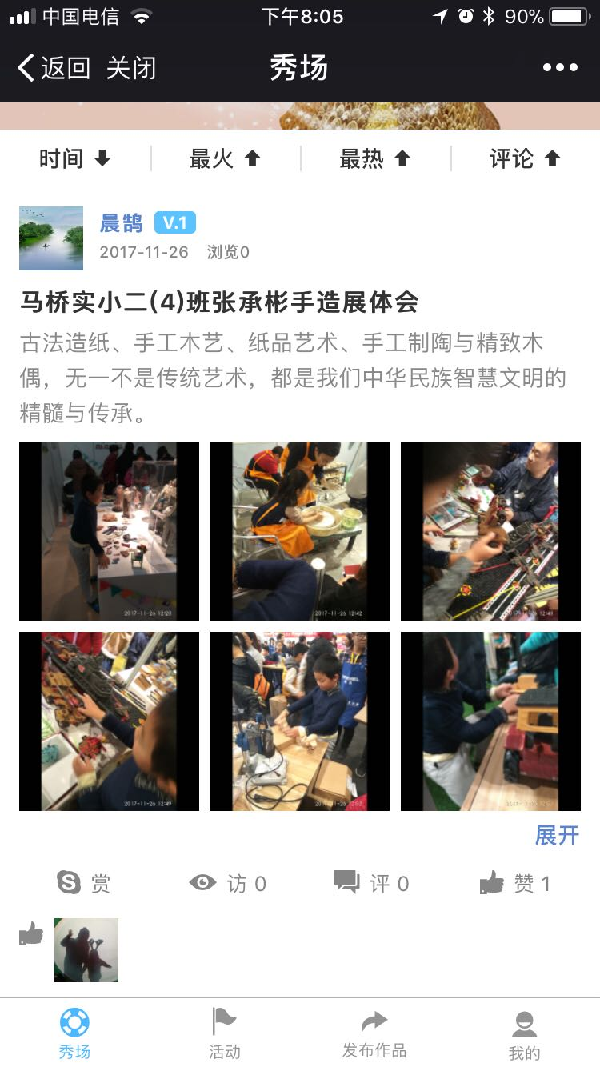 中国电信 下午8:05 90%
返回 关闭 秀场
时间 最火 最热 评论
晨鹄 V.1
2017-11-26 浏览0
马桥实小二(4)班张承彬手造展体会
古法造纸、手工木艺、纸品艺术、手工制陶与精致木
偶，无一不是传统艺术，都是我们中华民族智慧文明的
精髓与传承。
2017-11-26 12:42
展开
赏 访 0 评 0 赞 1
秀场 活动 发布作品 我的